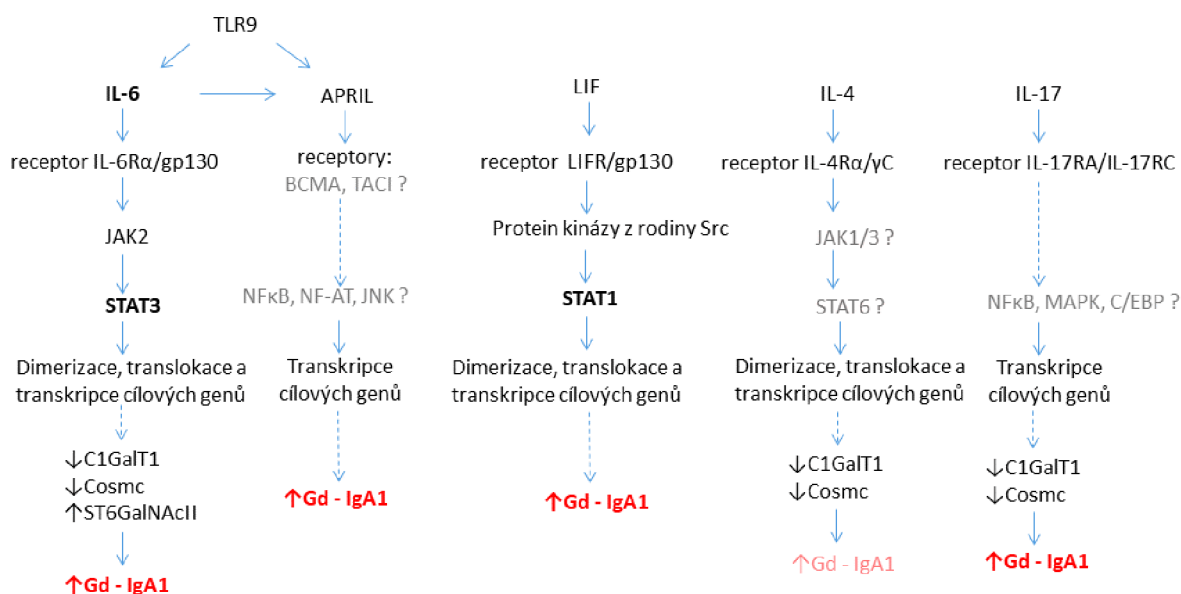 TLR9
IL-6
APRIL
LIF
IL-4
IL-17
receptor IL-6Rα/gp130
receptory:
BCMA, TACI ?
receptor LIFR/gp130
receptor IL-4Rα/γC
receptor IL-17RA/IL-17RC
JAK2
Protein kinázy z rodiny Src
JAK1/3 ?
STAT3
NFκB, NF-AT, JNK ?
STAT1
STAT6 ?
NFκB, MAPK, C/EBP ?
Dimerizace, translokace a
transkripce cílových genů
Transkripce
cílových genů
Dimerizace, translokace a
transkripce cílových genů
Dimerizace, translokace a
transkripce cílových genů
Transkripce
cílových genů
↓C1GalT1
↓Cosmc
↑ST6GalNAcII
↑Gd - IgA1
↑Gd - IgA1
↑Gd - IgA1
↓C1GalT1
↓Cosmc
↑Gd - IgA1
↓C1GalT1
↓Cosmc
↑Gd - IgA1